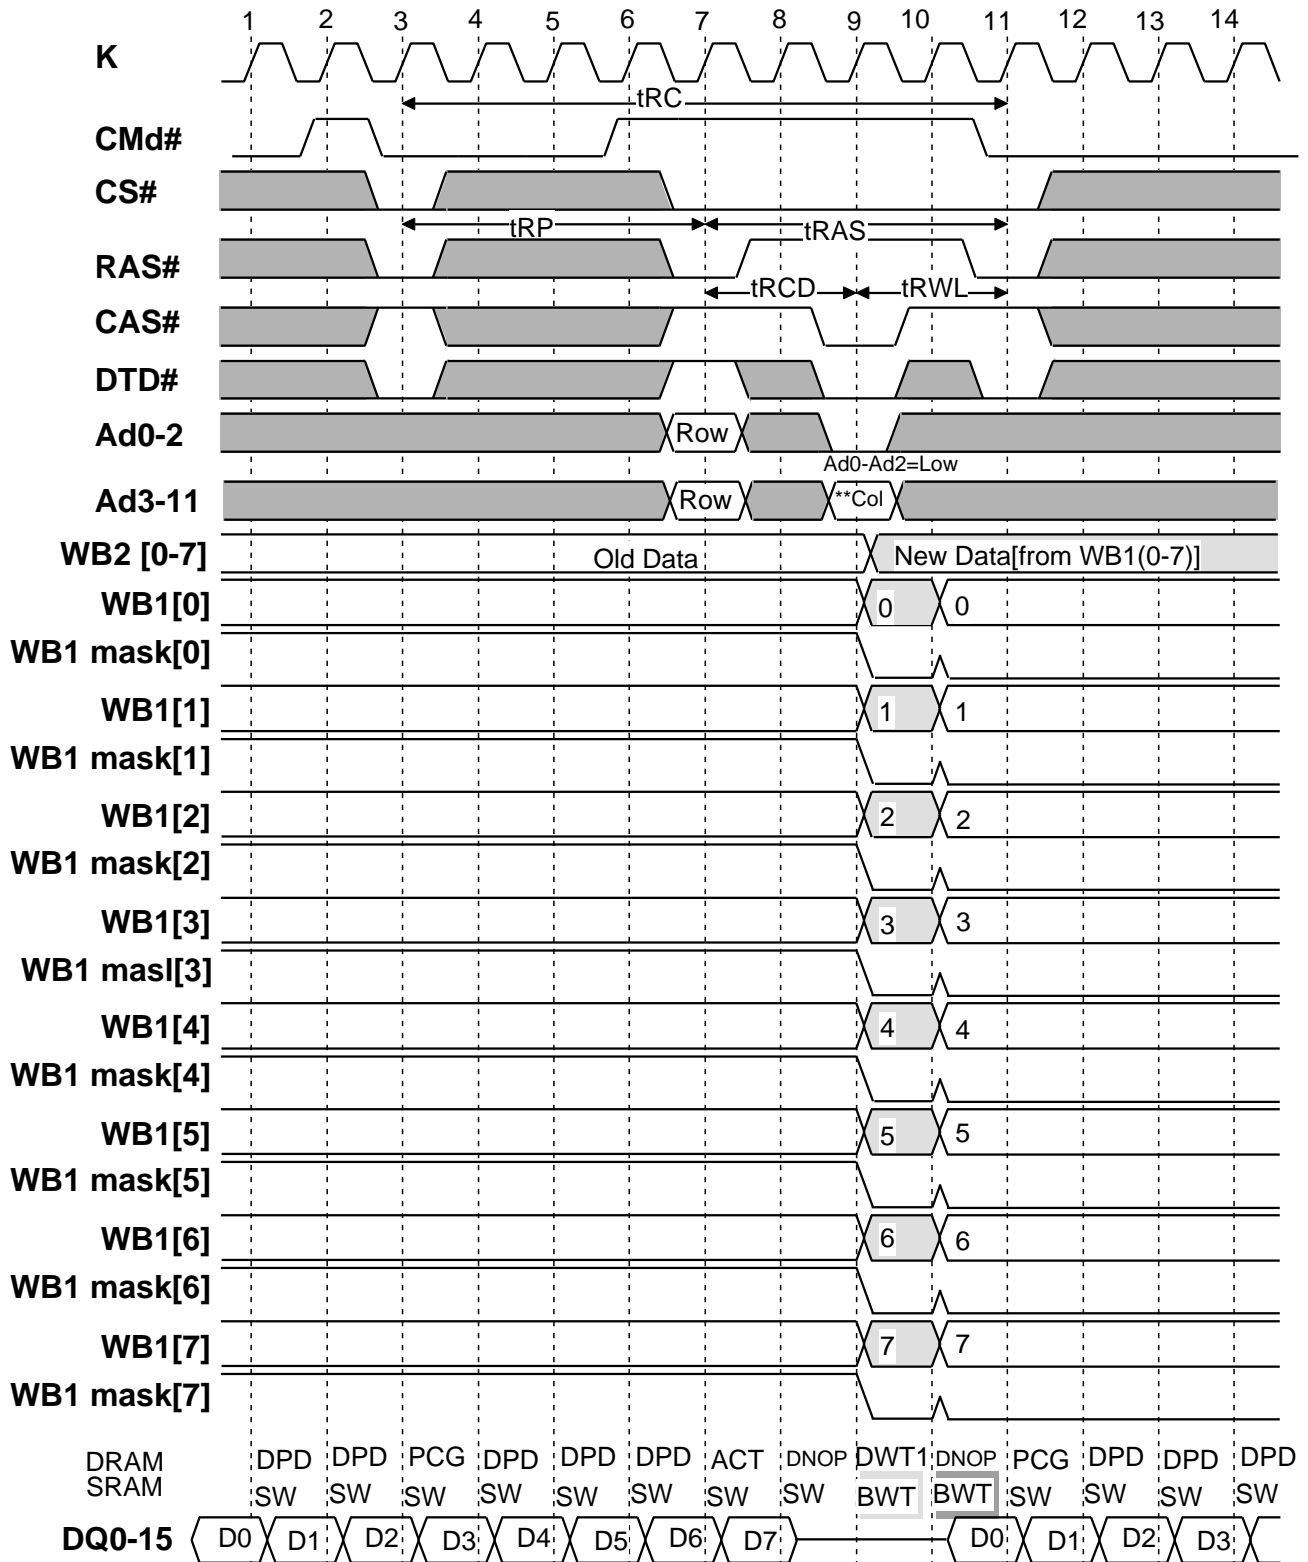 1 2 3 4 5 6 7 8 9 10 11 12 13 14
K
tRC
CMd#
CS#
tRP tRAS
RAS#
tRCD tRWL
CAS#
DTD#
Ad0-2 Row
Ad0-Ad2=Low
Ad3-11 Row **Col
WB2 [0-7] Old Data New Data[from WB1(0-7)]
WB1[0] 0 0
WB1 mask[0]
WB1[1] 1 1
WB1 mask[1]
WB1[2] 2 2
WB1 mask[2]
WB1[3] 3 3
WB1 masl[3]
WB1[4] 4 4
WB1 mask[4]
WB1[5] 5 5
WB1 mask[5]
WB1[6] 6 6
WB1 mask[6]
WB1[7] 7 7
WB1 mask[7]
DRAM DPD DPD PCG DPD DPD DPD ACT DNOP DWT1 DNOP PCG DPD DPD DPD
SRAM SW SW SW SW SW SW SW SW BWT BWT SW SW SW SW
DQ0-15 D0 D1 D2 D3 D4 D5 D6 D7 D0 D1 D2 D3